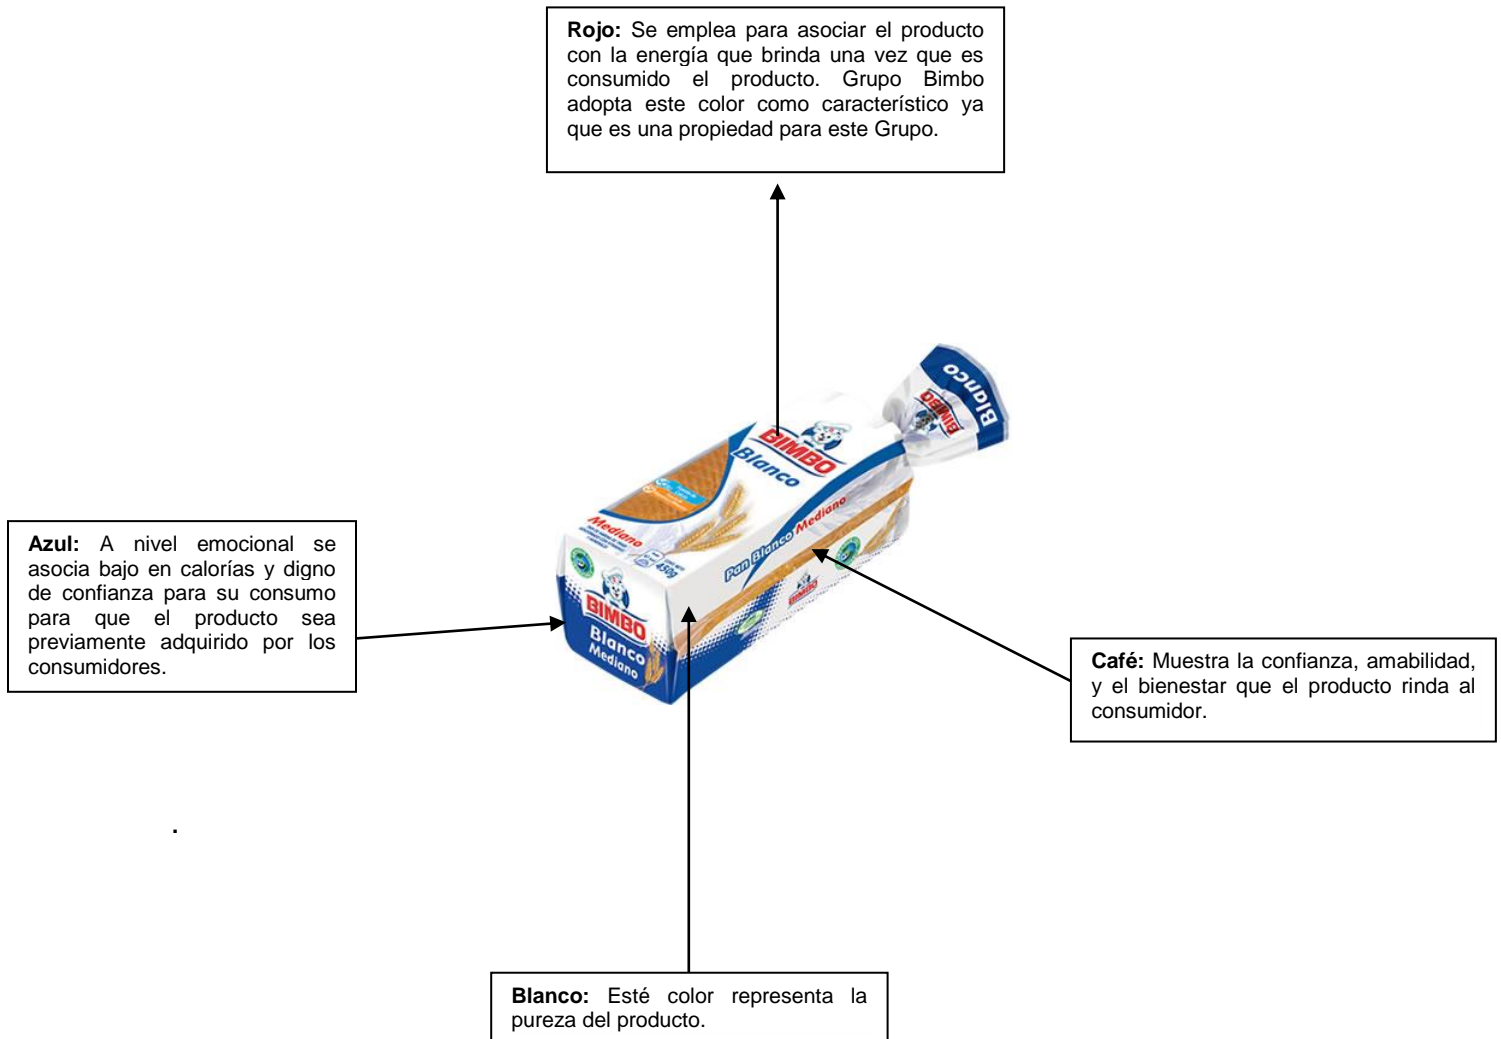 Rojo: Se emplea para asociar el producto
con la energía que brinda una vez que es
consumido el producto. Grupo Bimbo
adopta este color como característico ya
que es una propiedad para este Grupo.
Blanco
BIMBO
BIMBO
Blanco
Mediano
450g
Pan Blanco Mediano
BIMBO
BIMBO
Blanco
Mediano
Azul: A nivel emocional se
asocia bajo en calorías y digno
de confianza para su consumo
para que el producto sea
previamente adquirido por los
consumidores.
Café: Muestra la confianza, amabilidad,
y el bienestar que el producto rinda al
consumidor.
.
Blanco: Esté color representa la
pureza del producto.